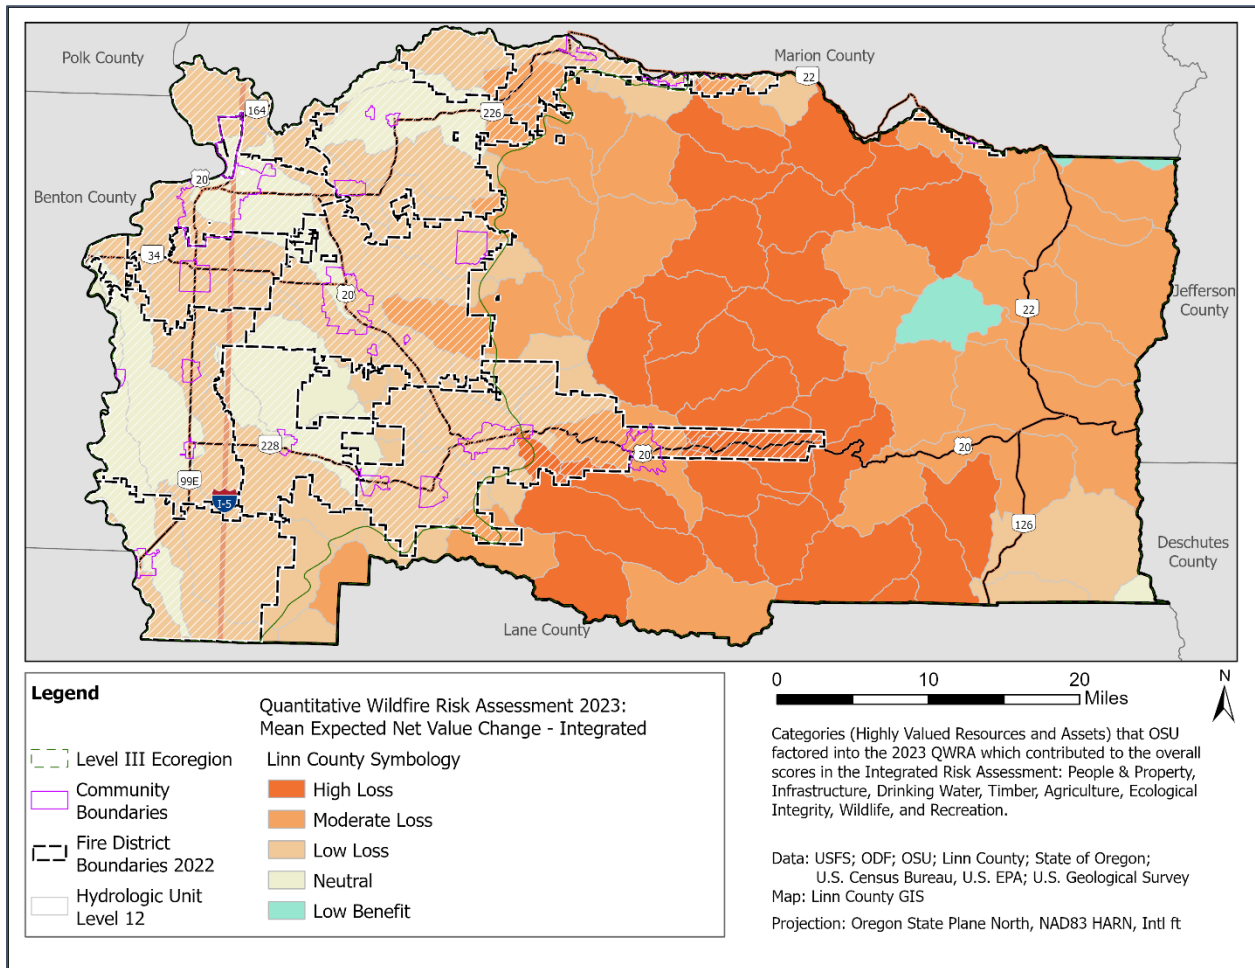 Polk County
Marion County
22
164
226
20
Benton County
34
20
Jefferson
County
22
228
20
20
99E
I-5
126
Deschutes
County
Lane County
Legend
Level III Ecoregion
Community
Boundaries
Fire District
Boundaries 2022
Hydrologic Unit
Level 12
Quantitative Wildfire Risk Assessment 2023:
Mean Expected Net Value Change - Integrated
Linn County Symbology
High Loss
Moderate Loss
Low Loss
Neutral
Low Benefit
0 10 20
Miles
N
Categories (Highly Valued Resources and Assets) that OSU
factored into the 2023 QWRA which contributed to the overall
scores in the Integrated Risk Assessment: People & Property,
Infrastructure, Drinking Water, Timber, Agriculture, Ecological
Integrity, Wildlife, and Recreation.
Data: USFS; ODF; OSU; Linn County; State of Oregon;
U.S. Census Bureau, U.S. EPA; U.S. Geological Survey
Map: Linn County GIS
Projection: Oregon State Plane North, NAD83 HARN, Intl ft